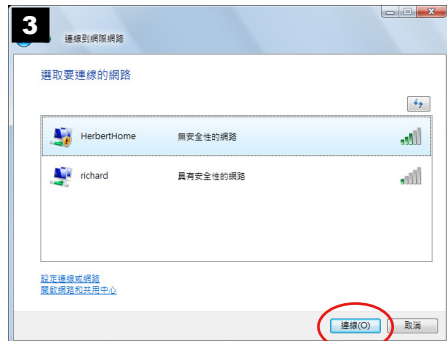 3
連線到網際網路
選取要連線的網路
HerbertHome 無安全性的網路
richard 具有安全性的網路
設定連線或網路
開啟網路和共用中心
連線(O) 取消